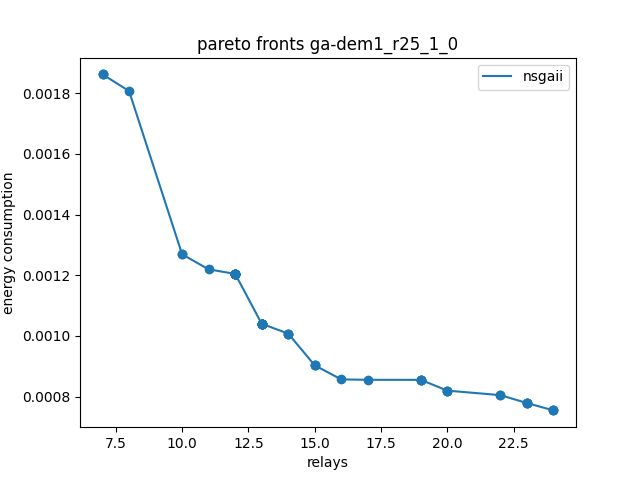 pareto fronts ga-dem1_r25_1_0
nsgaii
energy consumption
0.0018
0.0016
0.0014
0.0012
0.0010
0.0008
7.5 10.0 12.5 15.0 17.5 20.0 22.5
relays